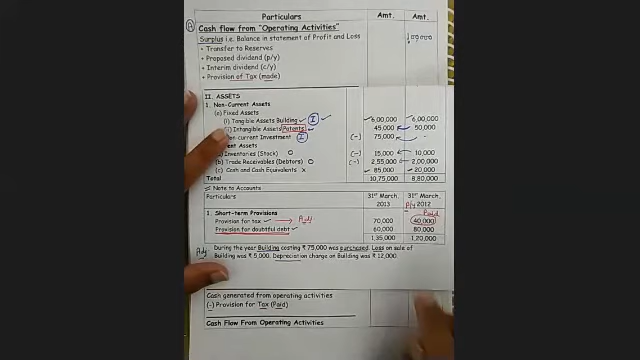 Particulars Amt. Amt.
A Cash flow from "Operating Activities"
Surplus i.e. Balance in statement of Profit and Loss
+ Transfer to Reserves
+ Proposed dividend (p/y)
+ Interim dividend (c/y)
+ Provision of Tax (made)
II. ASSETS
1. Non-Current Assets
(a) Fixed Assets
(i) Tangible Assets Building I 6,00,000 6,00,000
Intangible Assets Patents 45,000 50,000
Non current Investment I (-) 75,000 -
Assets
Inventories (Stock) O (-) 15,000 10,000
(b) Trade Receivables (Debtors) O (-) 2,55,000 2,00,000
(c) Cash and Cash Equivalents x 85,000 20,000
Total 10,75,000 8,80,000
Note to Accounts
Particulars 31st March, 2013 31st March, 2012
P/y
Paid
1. Short-term Provisions
Provision for tax Adj. 70,000 40,000
Provision for doubtful debt 60,000 80,000
1,35,000 1,20,000
Adj During the year Building costing ₹ 75,000 was purchased. Loss on sale of
Building was ₹ 5,000. Depreciation charge on Building was ₹ 12,000.
Cash generated from operating activities
(-) Provision for Tax (Paid)
Cash Flow From Operating Activities